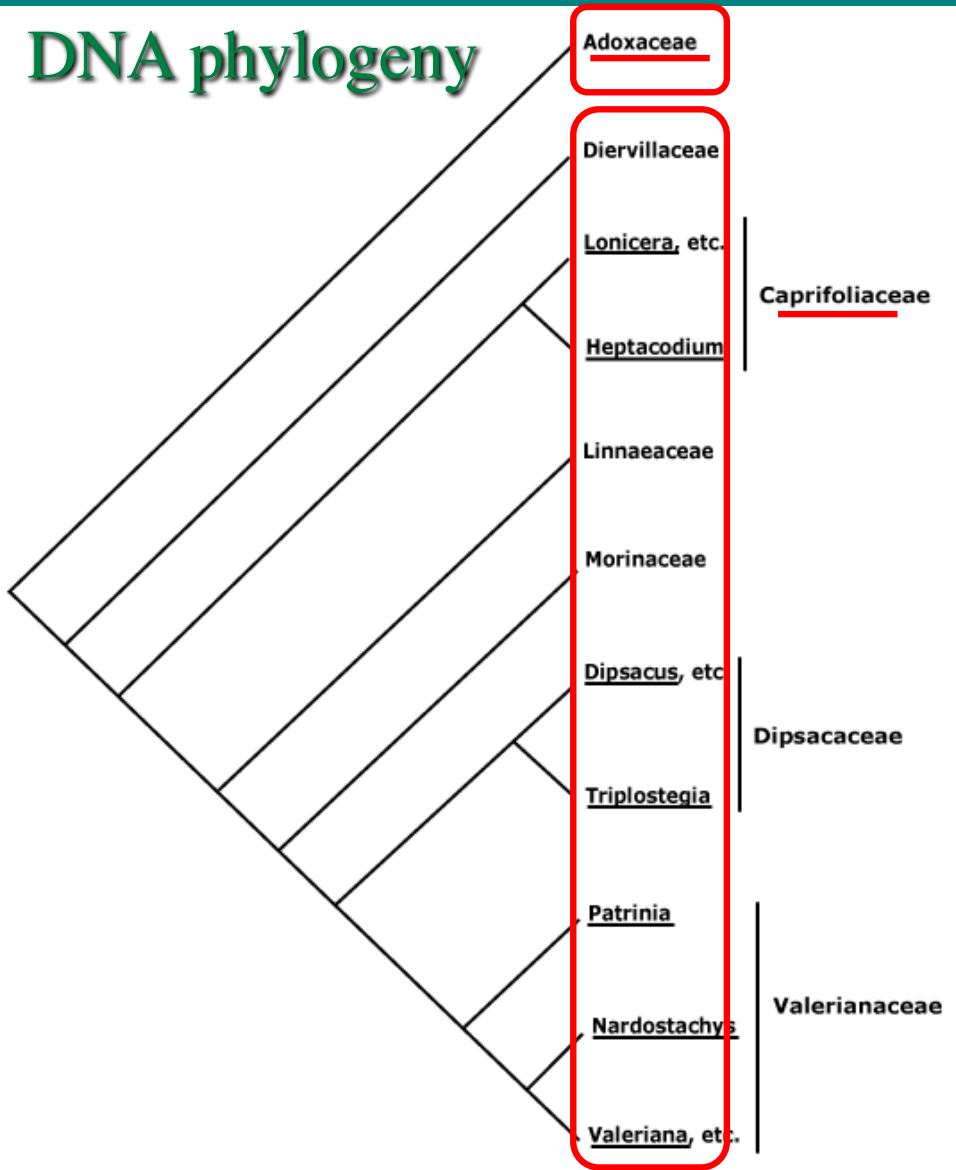 DNA phylogeny
Adoxaceae
Diervillaceae
Lonicera, etc.
Caprifoliaceae
Heptacodium
Linnaeaceae
Morinaceae
Dipsacus, etc
Dipsacaceae
Triplostegia
Patrinia
Valerianaceae
Nardostachys
Valeriana, etc.